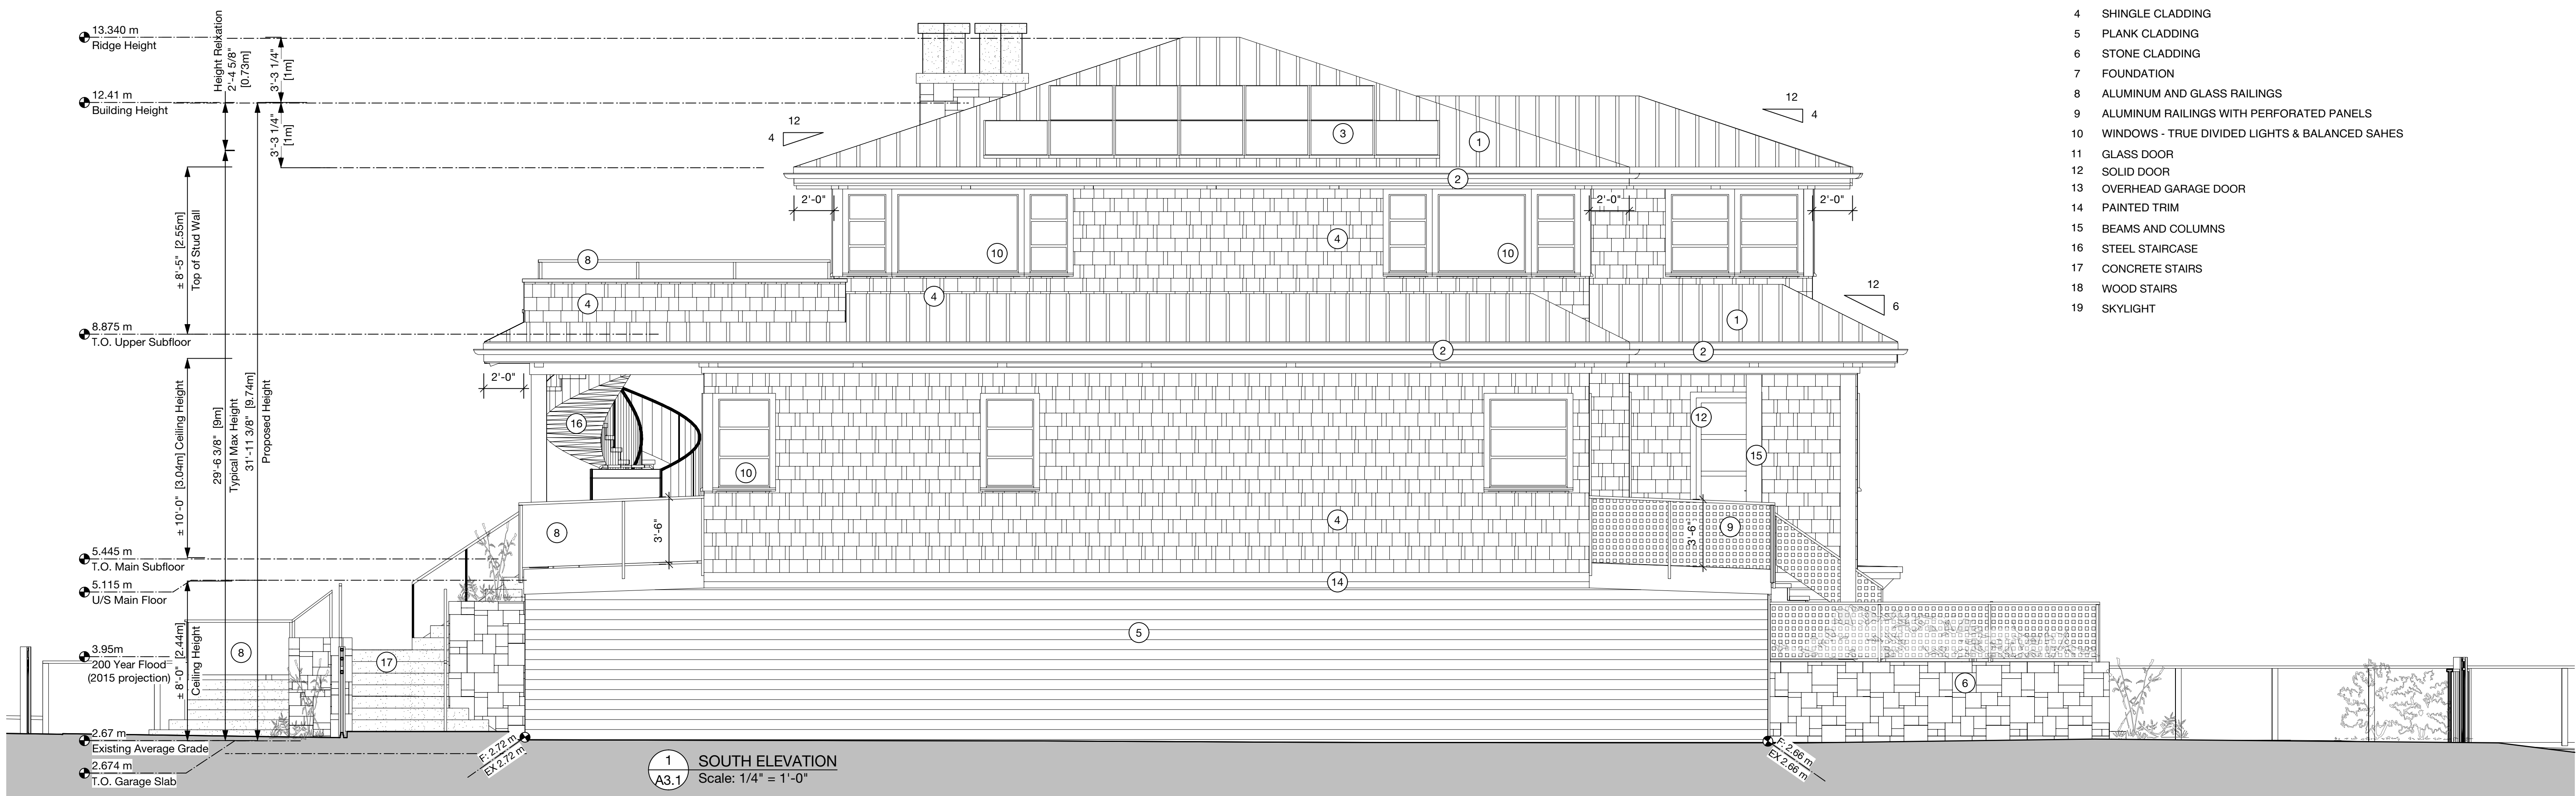 13.340 m
Ridge Height
12.41 m
Building Height
Height Relxation
2'-4 5/8"
[0.73m]
3'-3 1/4"
[1m]
3'-3 1/4"
[1m]
± 8'-5" [2.55m]
Top of Stud Wall
8.875 m
T.O. Upper Subfloor
± 10'-0" [3.04m] Ceiling Height
29'-6 3/8" [9m]
Typical Max Height
31'-11 3/8" [9.74m]
Proposed Height
5.445 m
T.O. Main Subfloor
5.115 m
U/S Main Floor
3.95m
200 Year Flood
(2015 projection)
± 8'-0" [2.44m]
Ceiling Height
2.67 m
Existing Average Grade
2.674 m
T.O. Garage Slab
12
4
12
4
3
1
2
2'-0"
2'-0"
2'-0"
10
4
10
8
4
4
12
6
1
2
2
2'-0"
16
10
12
15
8
3'-6"
4
3'-6"
9
14
5
8
17
6
F: 2.72 m
EX 2.72 m
F: 2.66 m
EX 2.66 m
1
A3.1
SOUTH ELEVATION
Scale: 1/4" = 1'-0"
4 SHINGLE CLADDING
5 PLANK CLADDING
6 STONE CLADDING
7 FOUNDATION
8 ALUMINUM AND GLASS RAILINGS
9 ALUMINUM RAILINGS WITH PERFORATED PANELS
10 WINDOWS - TRUE DIVIDED LIGHTS & BALANCED SAHES
11 GLASS DOOR
12 SOLID DOOR
13 OVERHEAD GARAGE DOOR
14 PAINTED TRIM
15 BEAMS AND COLUMNS
16 STEEL STAIRCASE
17 CONCRETE STAIRS
18 WOOD STAIRS
19 SKYLIGHT